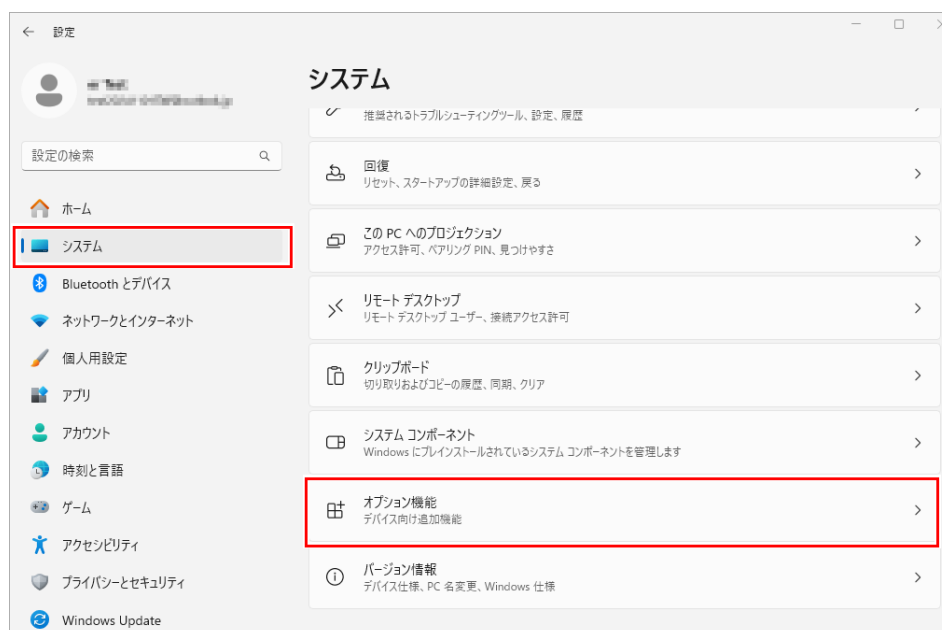 設定
システム
推奨されるトラブルシューティングツール、設定、履歴
設定の検索
回復
リセット、スタートアップの詳細設定、戻る
ホーム
この PC へのプロジェクション
アクセス許可、ペアリング PIN、見つけやすさ
システム
Bluetooth とデバイス
リモート デスクトップ
リモート デスクトップ ユーザー、接続アクセス許可
ネットワークとインターネット
個人用設定
クリップボード
切り取りおよびコピーの履歴、同期、クリア
アプリ
アカウント
システム コンポーネント
Windows にプレインストールされているシステム コンポーネントを管理します
時刻と言語
ゲーム
オプション機能
デバイス向け追加機能
アクセシビリティ
プライバシーとセキュリティ
バージョン情報
デバイス仕様、PC 名変更、Windows 仕様
Windows Update